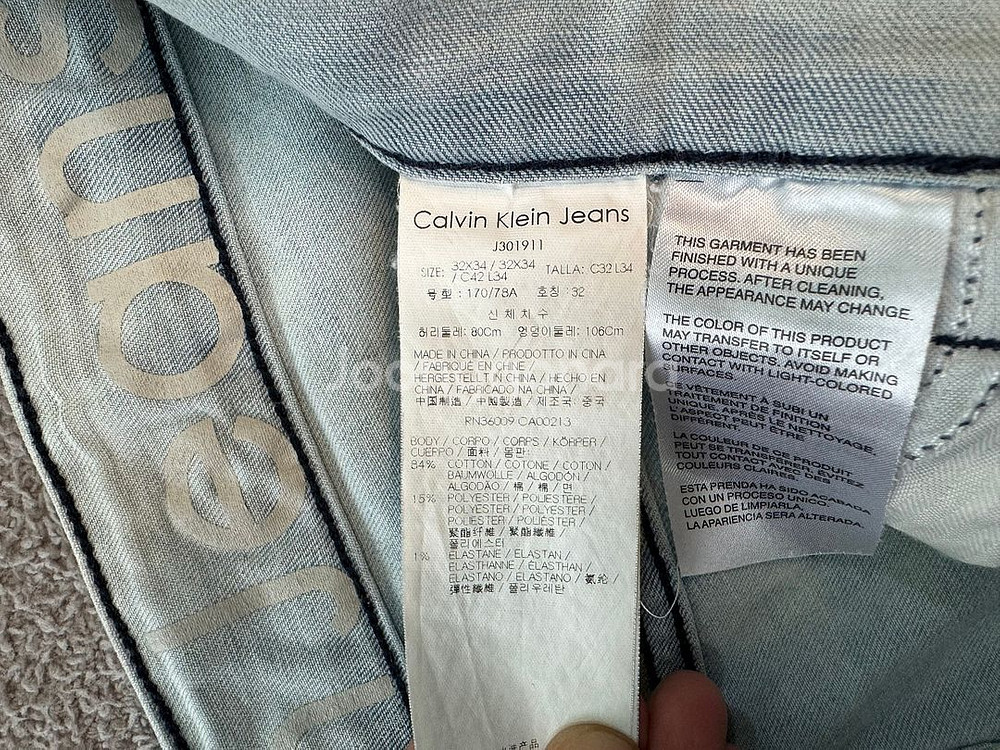 Jeans
Calvin Klein Jeans
J301911
SIZE: 32X34 / 32X34 / C42 L34 TALLA: C32 L34
号型 : 170/78A 호칭 : 32
신 체 치 수
허리둘레: 80Cm 엉덩이둘레: 106Cm
MADE IN CHINA / PRODOTTO IN CINA
/ FABRIQUÉ EN CHINE /
HERGESTELLT IN CHINA / HECHO EN
CHINA / FABRICADO NA CHINA /
中国制造 / 中國製造 / 제조국: 중국
RN36009 CA00213
BODY / CORPO / CORPS / KÖRPER /
CUERPO / 面料 / 몸판:
84% COTTON / COTONE / COTON /
BAUMWOLLE / ALGODÓN /
ALGODÃO / 棉 / 棉 / 면
15% POLYESTER / POLIESTERE /
POLYESTER / POLYESTER /
POLIESTER / POLIÉSTER /
聚酯纤维 / 聚酯纖維 /
폴리에스터
1% ELASTANE / ELASTAN /
ELASTHANNE / ELASTHAN /
ELASTANO / ELASTANO / 氨纶 /
彈性纖維 / 폴리우레탄
THIS GARMENT HAS BEEN
FINISHED WITH A UNIQUE
PROCESS. AFTER CLEANING,
THE APPEARANCE MAY CHANGE.
THE COLOR OF THIS PRODUCT
MAY TRANSFER TO ITSELF OR
OTHER OBJECTS. AVOID MAKING
CONTACT WITH LIGHT-COLORED
SURFACES.
CE VÊTEMENT À SUBI UN
TRAITEMENT DE FINITION
UNIQUE. APRÈS LE NETTOYAGE,
L'ASPECT PEUT ÊTRE
DIFFÉRENT.
LA COULEUR DE CE PRODUIT
PEUT SE TRANSFÉRER. ÉVITEZ
TOUT CONTACT AVEC DES
COULEURS CLAIRES.
ESTA PRENDA HA SIDO ACABADA
CON UN PROCESO ÚNICO.
LUEGO DE LIMPIARLA,
LA APARIENCIA SERA ALTERADA.